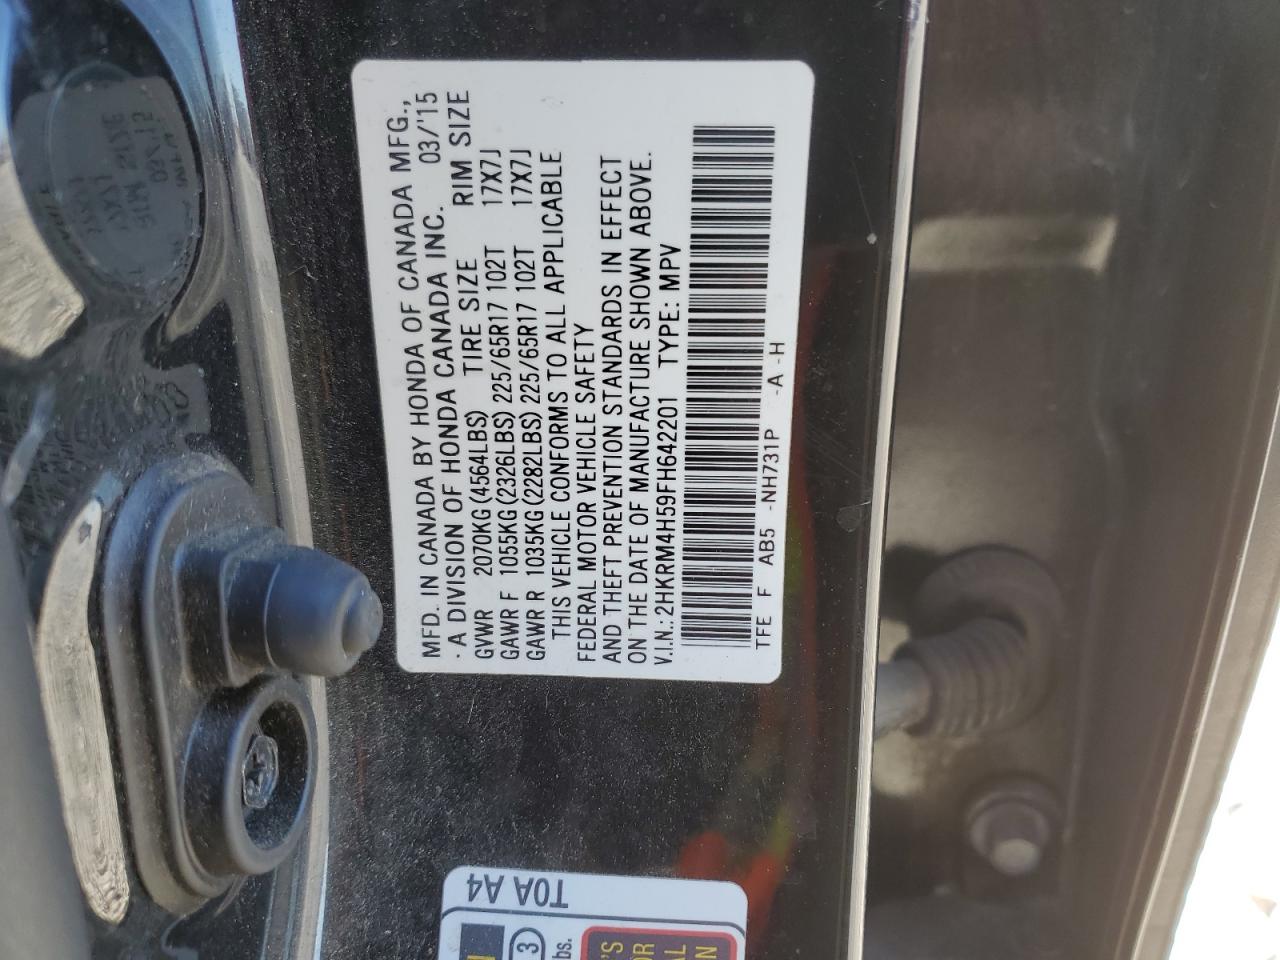 MFD. IN CANADA BY HONDA OF CANADA MFG.,
· A DIVISION OF HONDA CANADA INC. 03/'15
GVWR 2070KG(4564LBS) TIRE SIZE RIM SIZE
GAWR F 1055KG(2326LBS) 225/65R17 102T 17X7J
GAWR R 1035KG(2282LBS) 225/65R17 102T 17X7J
THIS VEHICLE CONFORMS TO ALL APPLICABLE
FEDERAL MOTOR VEHICLE SAFETY
AND THEFT PREVENTION STANDARDS IN EFFECT
ON THE DATE OF MANUFACTURE SHOWN ABOVE.
V.I.N.:2HKRM4H59FH642201 TYPE: MPV
TFE F AB5 -NH731P -A -H
T0A A4
3
bs.